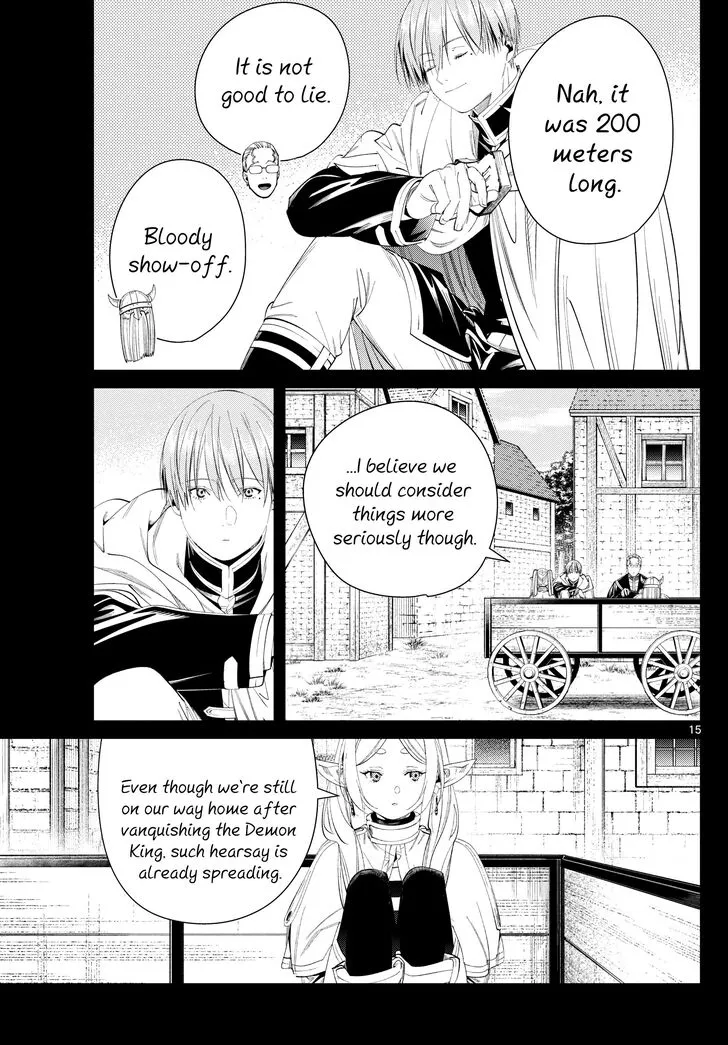 Nah, it
was 200
meters
long.
It is not
good to lie.
Bloody
show-off.
...I believe we
should consider
things more
seriously though.
15
Even though we're still
on our way home after
vanquishing the Demon
King, such hearsay is
already spreading.